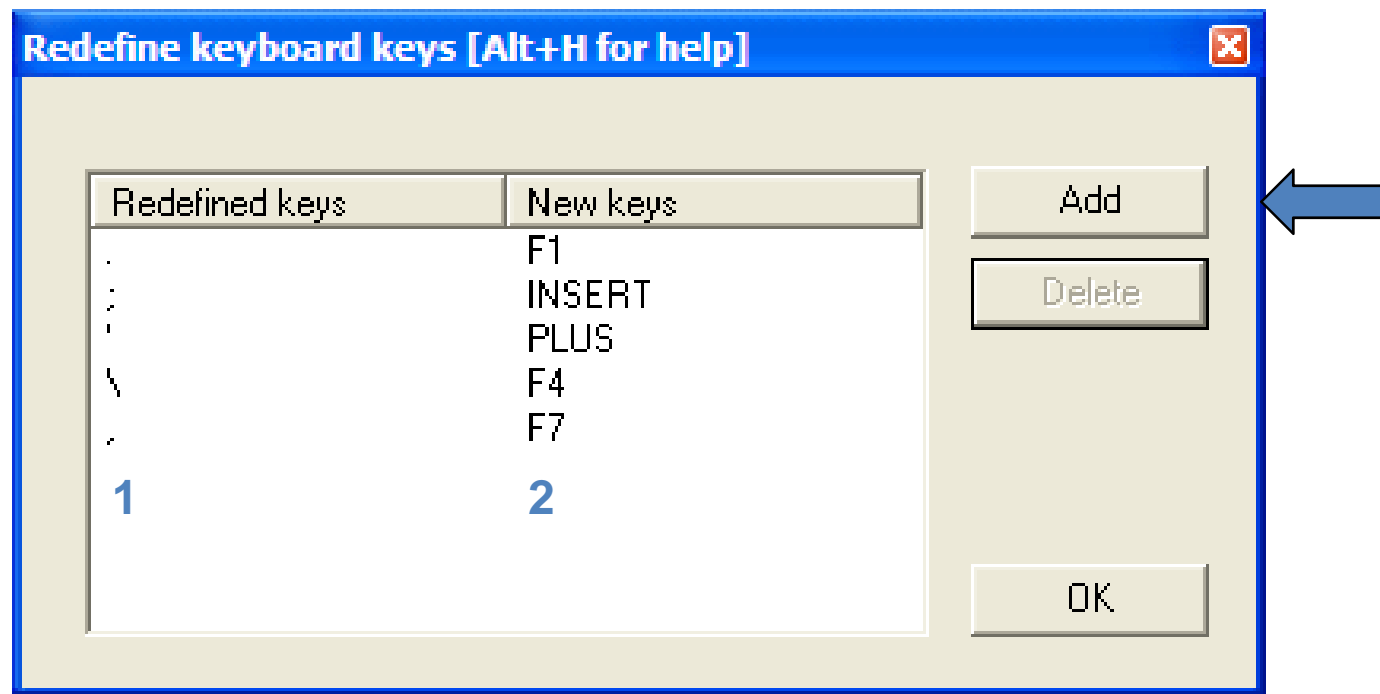 Redefine keyboard keys [Alt+H for help]
Redefined keys New keys
Add
. F1
; INSERT
Delete
' PLUS
\ F4
, F7
1 2
OK